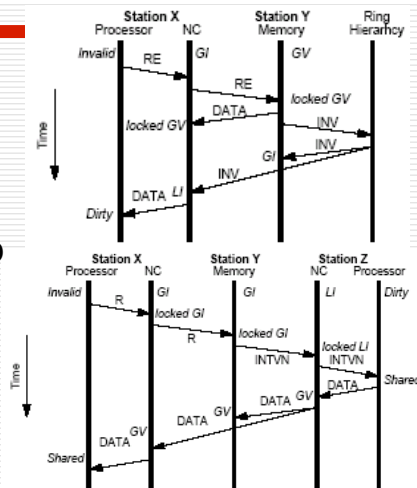 Station X Station Y Ring
Processor NC Memory Hierarhcy
Invalid GI GV
RE
RE
locked GV
DATA
locked GV
INV
INV
GI
INV
DATA LI
Dirty
Time
Station X Station Y Station Z
Processor NC Memory NC Processor
Invalid GI GI LI Dirty
R
locked GI
R
locked GI
INTVN
locked LI
INTVN
Shared
DATA
GV
DATA
GV
DATA
GV
DATA
Shared
Time